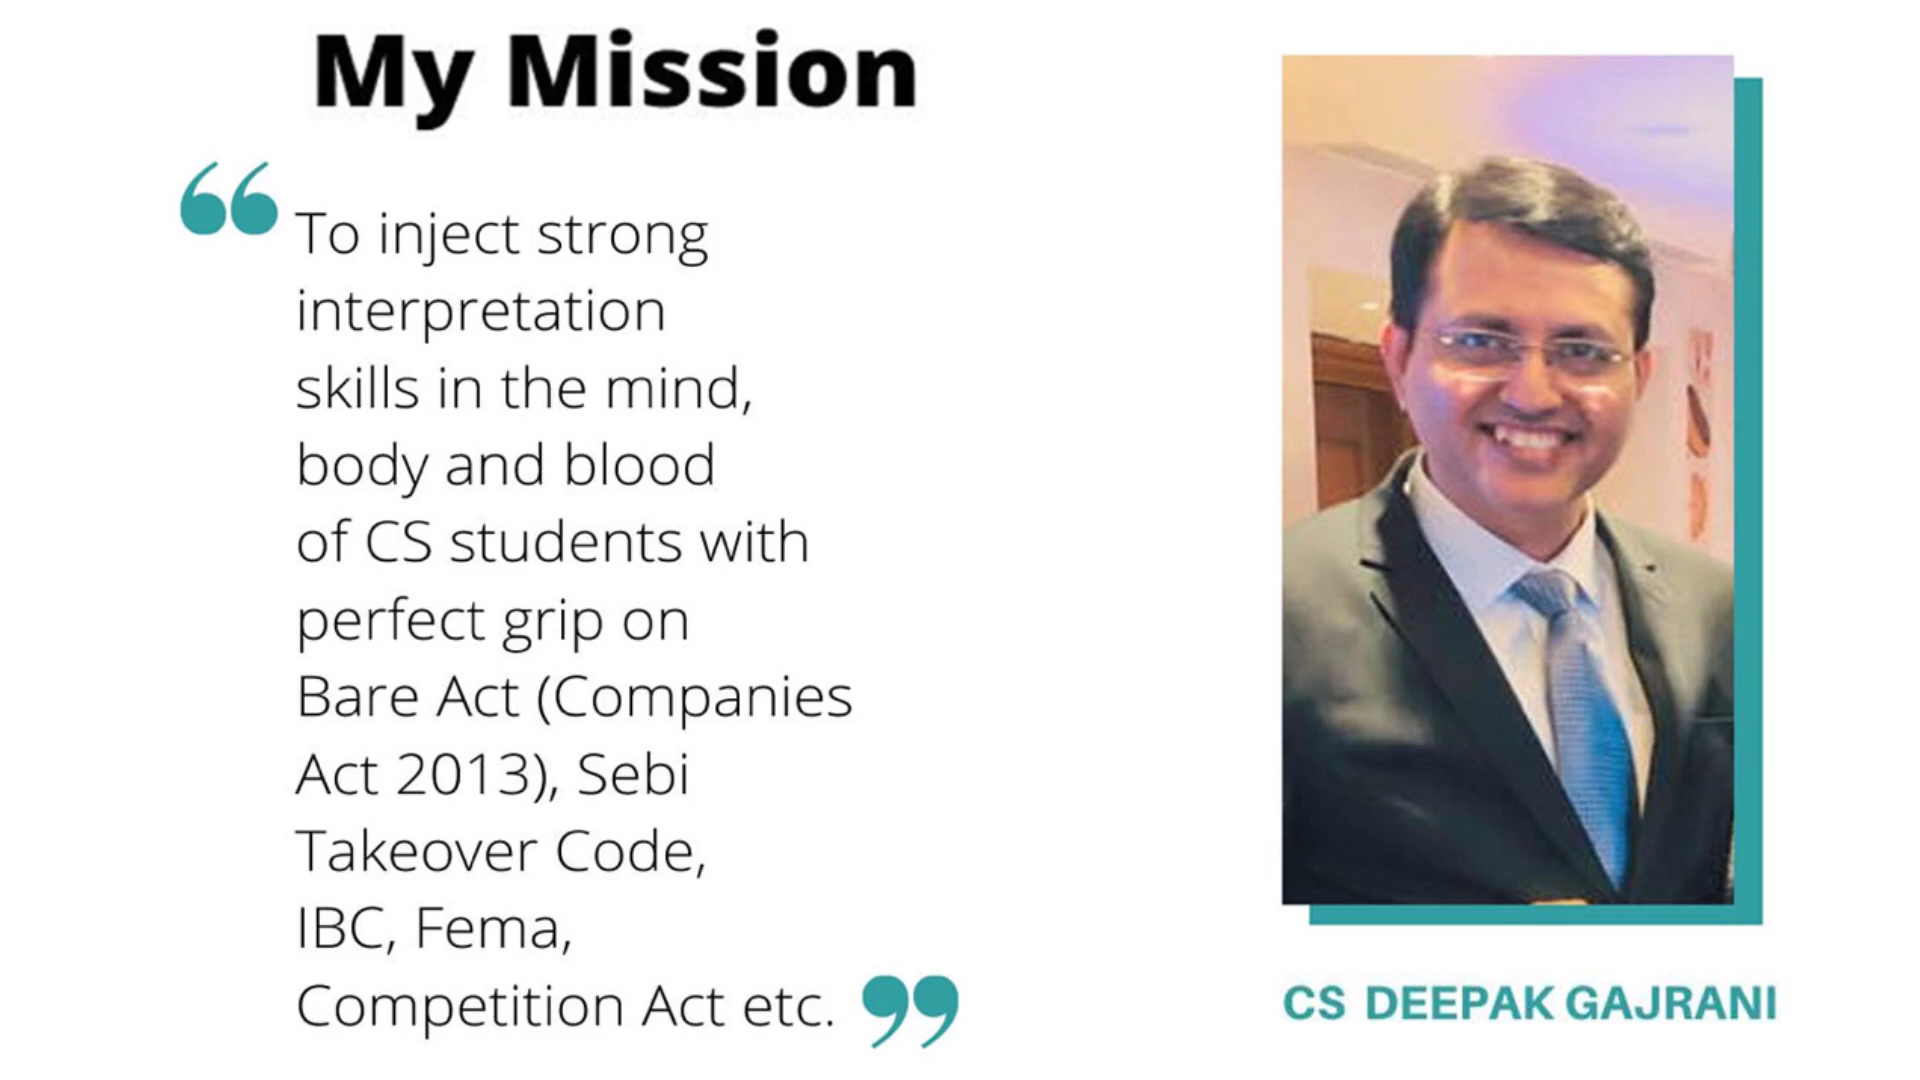 My Mission
“ To inject strong
interpretation
skills in the mind,
body and blood
of CS students with
perfect grip on
Bare Act (Companies
Act 2013), Sebi
Takeover Code,
IBC, Fema,
Competition Act etc. ”
CS DEEPAK GAJRANI